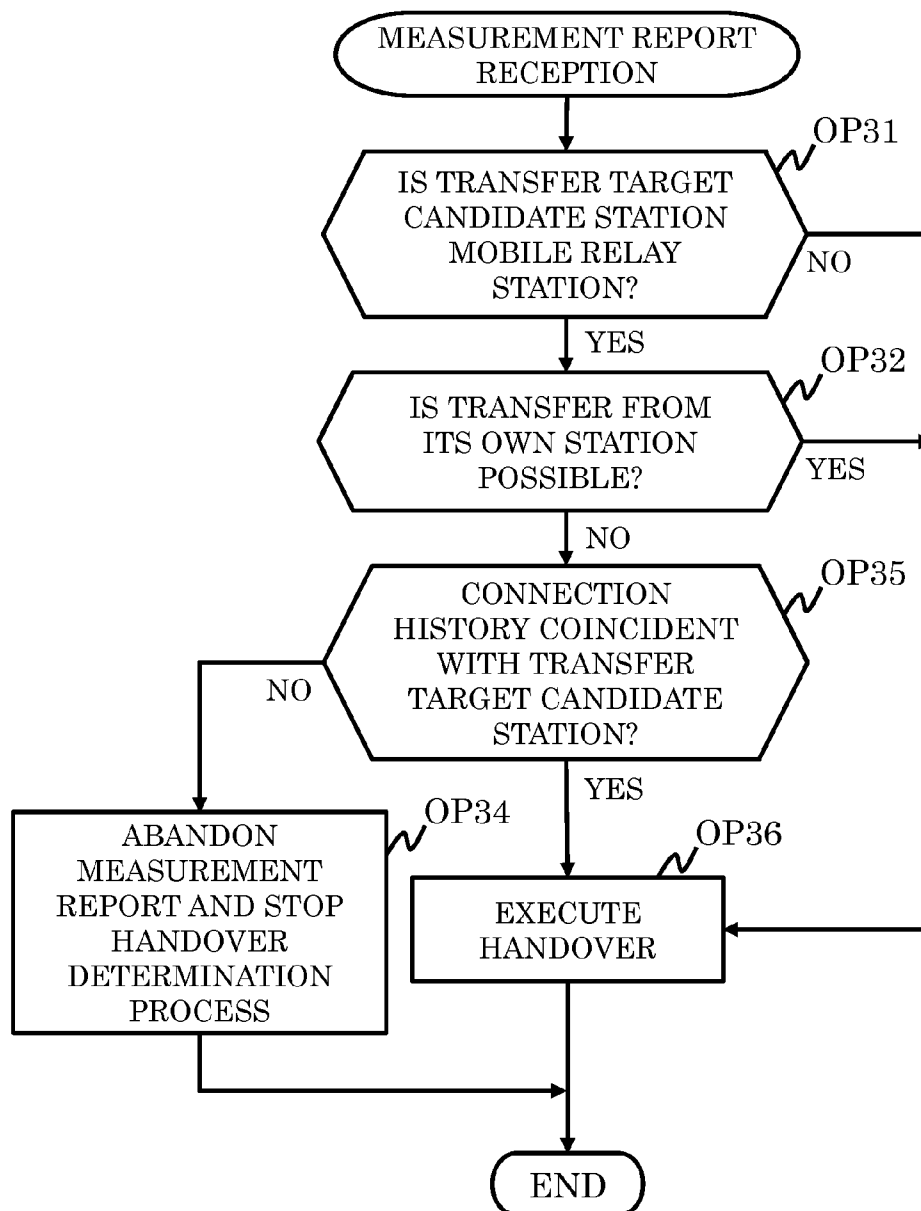 MEASUREMENT REPORT
RECEPTION
OP31
IS TRANSFER TARGET
CANDIDATE STATION
MOBILE RELAY
STATION?
NO
YES
OP32
IS TRANSFER FROM
ITS OWN STATION
POSSIBLE?
YES
NO
OP35
CONNECTION
HISTORY COINCIDENT
WITH TRANSFER
TARGET CANDIDATE
STATION?
NO
YES
OP34
ABANDON
MEASUREMENT
REPORT AND STOP
HANDOVER
DETERMINATION
PROCESS
OP36
EXECUTE
HANDOVER
END